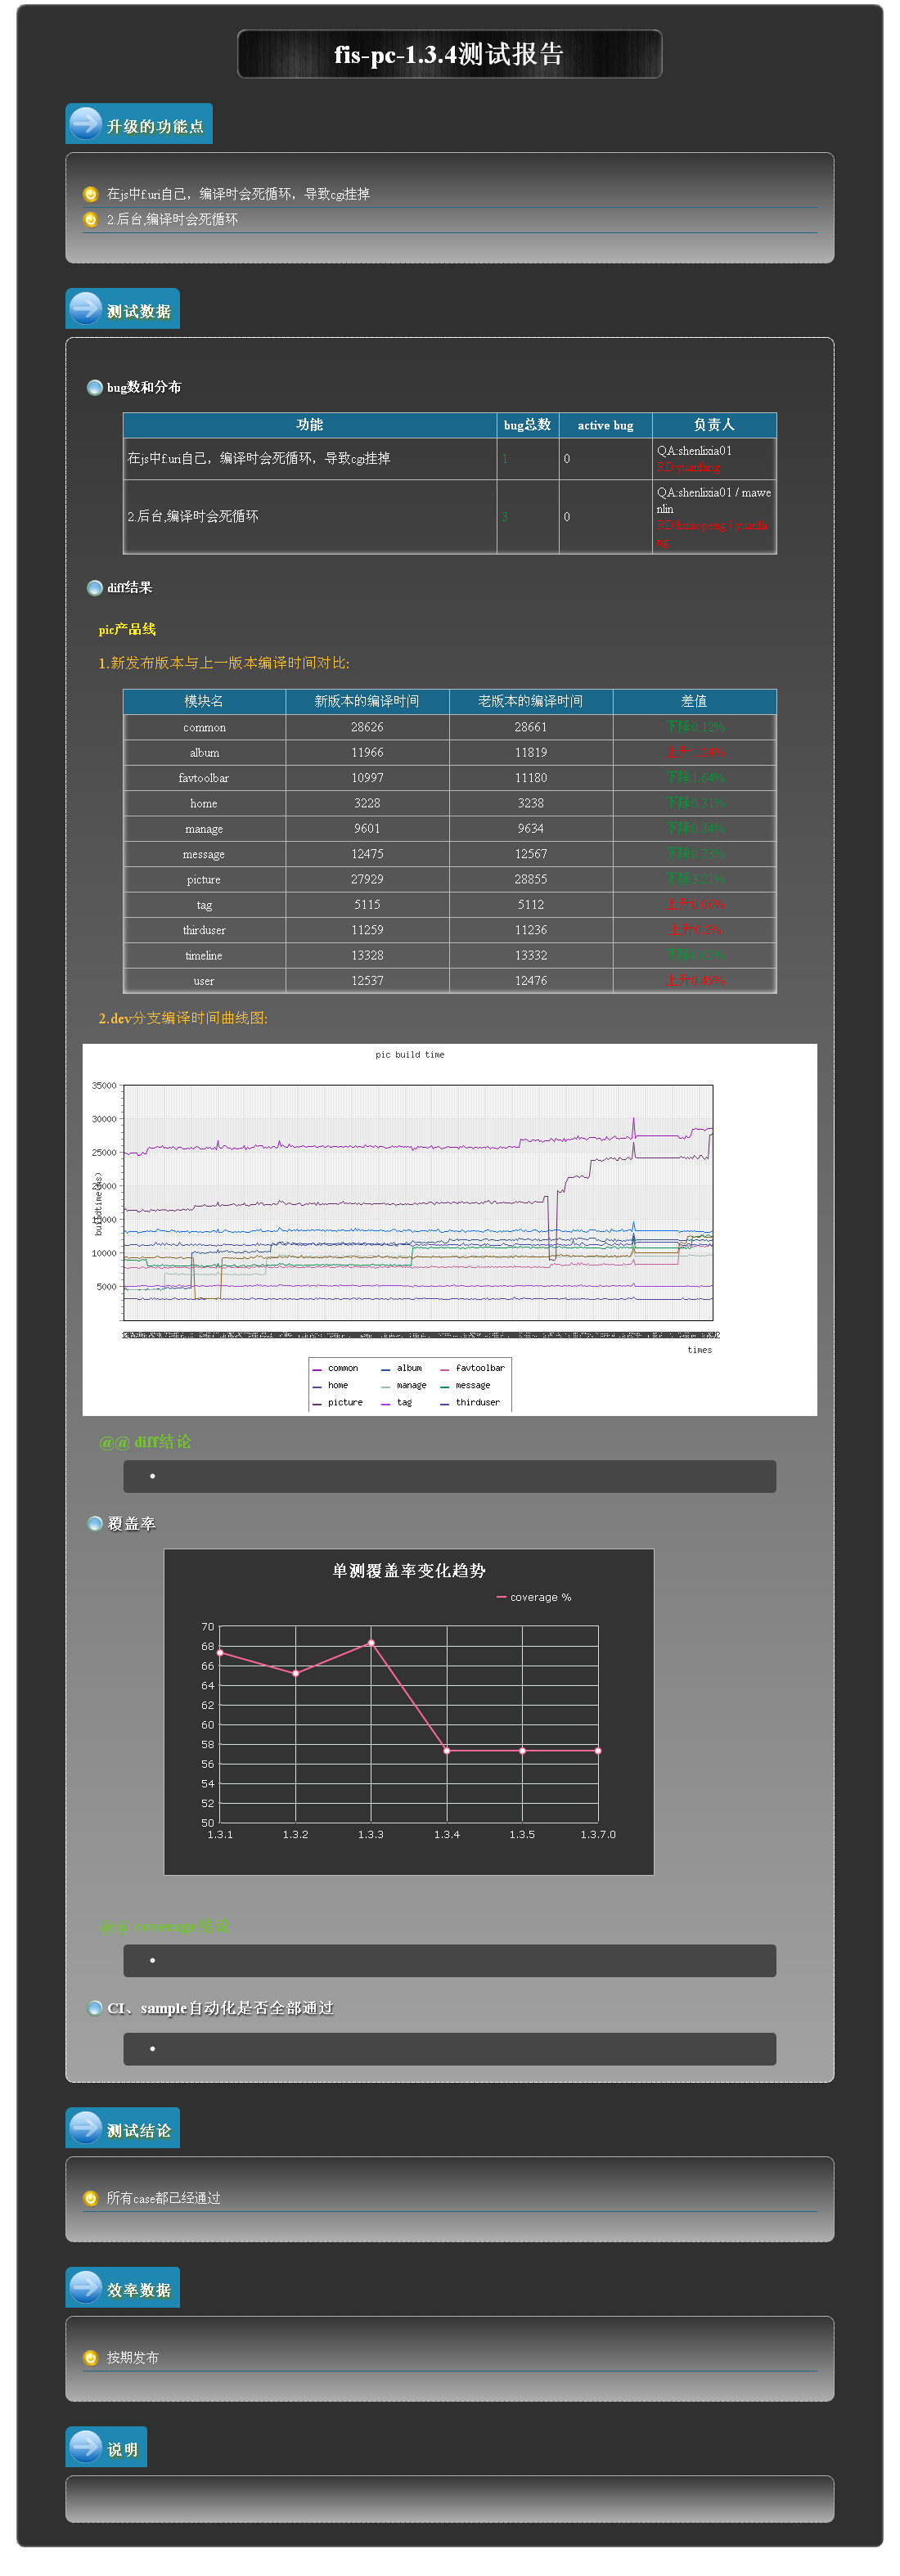 fis-pc-1.3.4测试报告
升级的功能点
在js中f.uri自己，编译时会死循环，导致cgi挂掉
2.后台,编译时会死循环
测试数据
bug数和分布
功能 bug总数 active bug 负责人
在js中f.uri自己，编译时会死循环，导致cgi挂掉 1 0 QA:shenlixia01
RD:yuanfang
2.后台,编译时会死循环 3 0 QA:shenlixia01 / mawe
nlin
RD:lixiaopeng / yuanfa
ng
diff结果
pic产品线
1.新发布版本与上一版本编译时间对比:
模块名 新版本的编译时间 老版本的编译时间 差值
common 28626 28661 下降0.12%
album 11966 11819 上升1.24%
favtoolbar 10997 11180 下降1.64%
home 3228 3238 下降0.31%
manage 9601 9634 下降0.34%
message 12475 12567 下降0.73%
picture 27929 28855 下降3.21%
tag 5115 5112 上升0.06%
thirduser 11259 11236 上升0.2%
timeline 13328 13332 下降0.03%
user 12537 12476 上升0.49%
2.dev分支编译时间曲线图:
pic build time
35000
30000
25000
20000
15000
10000
5000
buildtime(ms)
times
common album favtoolbar
home manage message
picture tag thirduser
@@ diff结论
覆盖率
单测覆盖率变化趋势
coverage %
70
68
66
64
62
60
58
56
54
52
50
1.3.1 1.3.2 1.3.3 1.3.4 1.3.5 1.3.7.0
@@ coverage结论
CI、sample自动化是否全部通过
测试结论
所有case都已经通过
效率数据
按期发布
说明